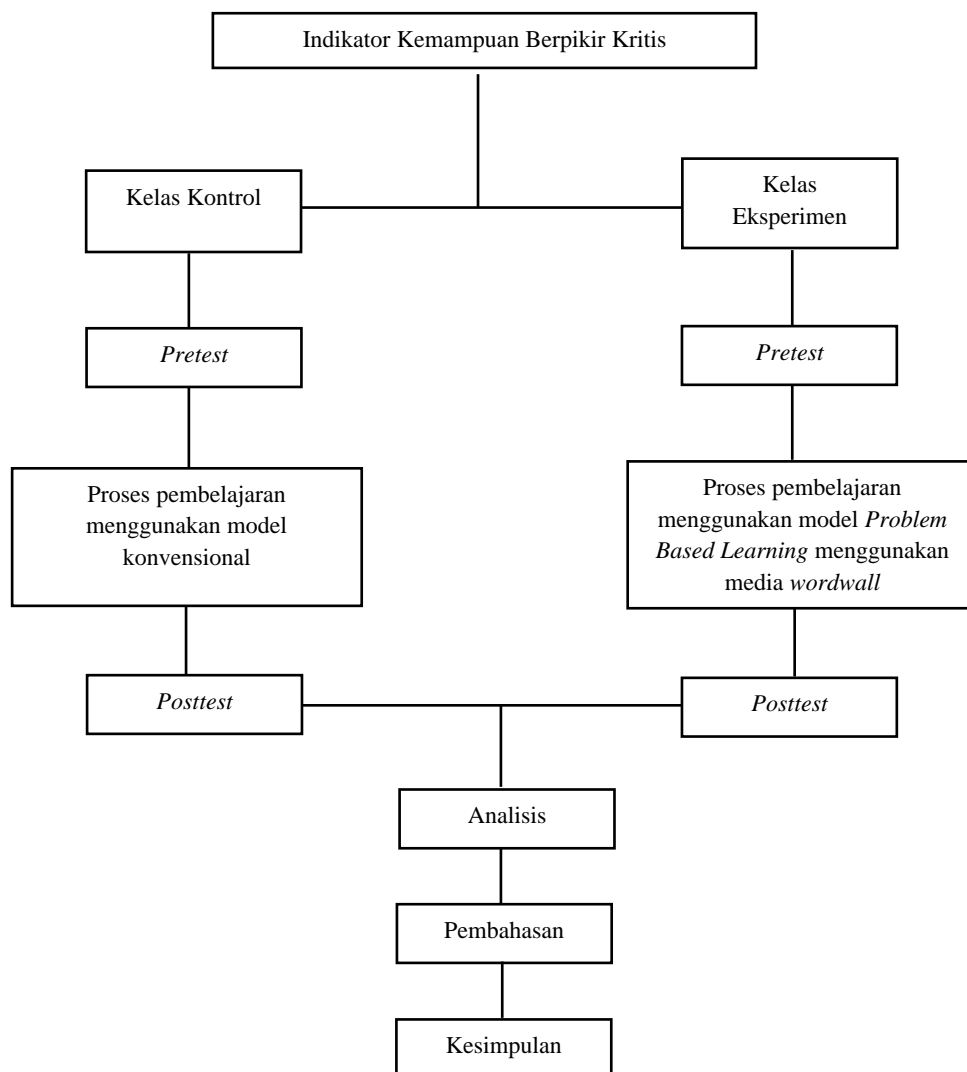 Indikator Kemampuan Berpikir Kritis
Kelas Kontrol
Kelas
Eksperimen
Pretest
Pretest
Proses pembelajaran
menggunakan model
konvensional
Proses pembelajaran
menggunakan model Problem
Based Learning menggunakan
media wordwall
Posttest
Posttest
Analisis
Pembahasan
Kesimpulan